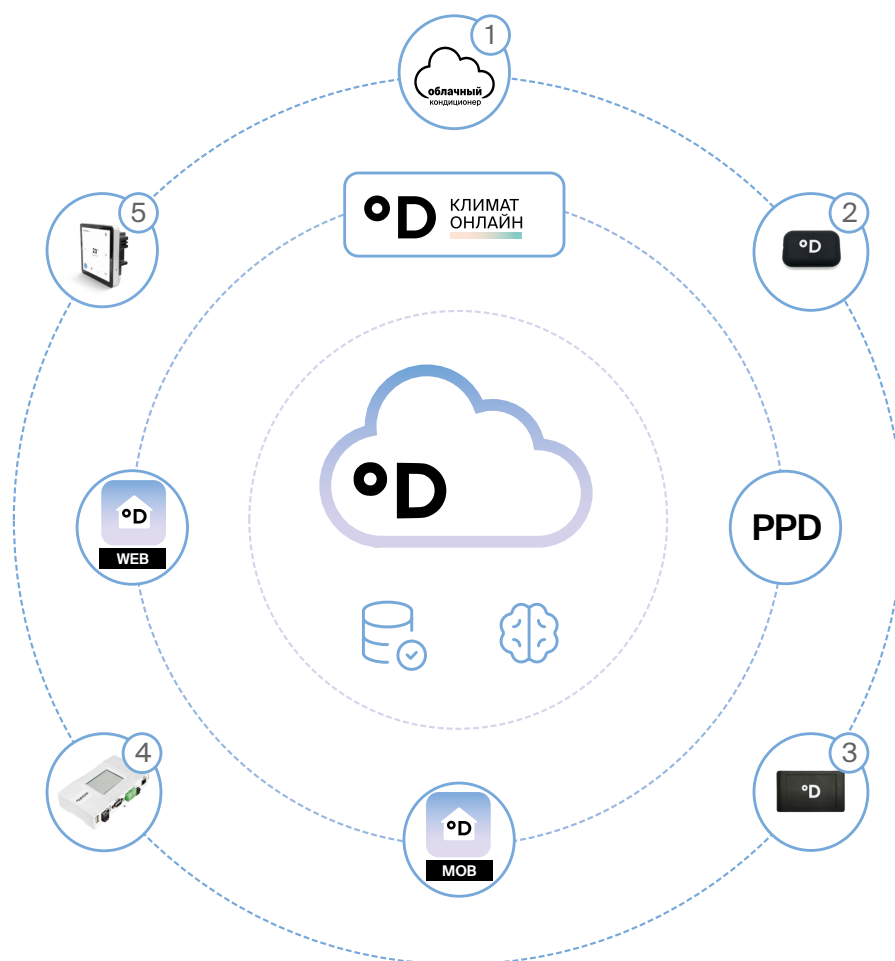 1
облачный
кондиционер
5
°D
КЛИМАТ
ОНЛАЙН
2
°D
°D
°D
WEB
PPD
4
3
°D
°D
MOB